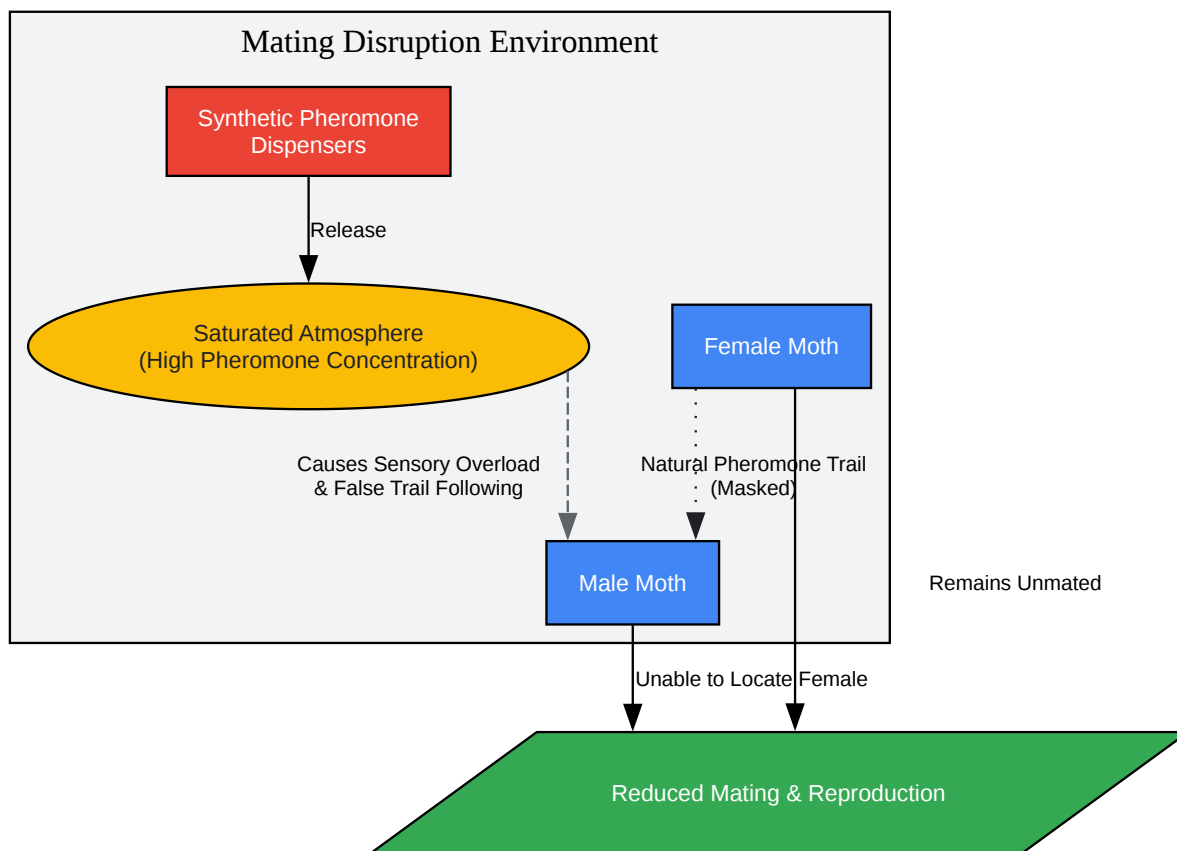 Mating Disruption Environment
Synthetic Pheromone
Dispensers
Release
Saturated Atmosphere
(High Pheromone Concentration)
Female Moth
Causes Sensory Overload
& False Trail Following
Natural Pheromone Trail
(Masked)
Male Moth
Remains Unmated
Unable to Locate Female
Reduced Mating & Reproduction